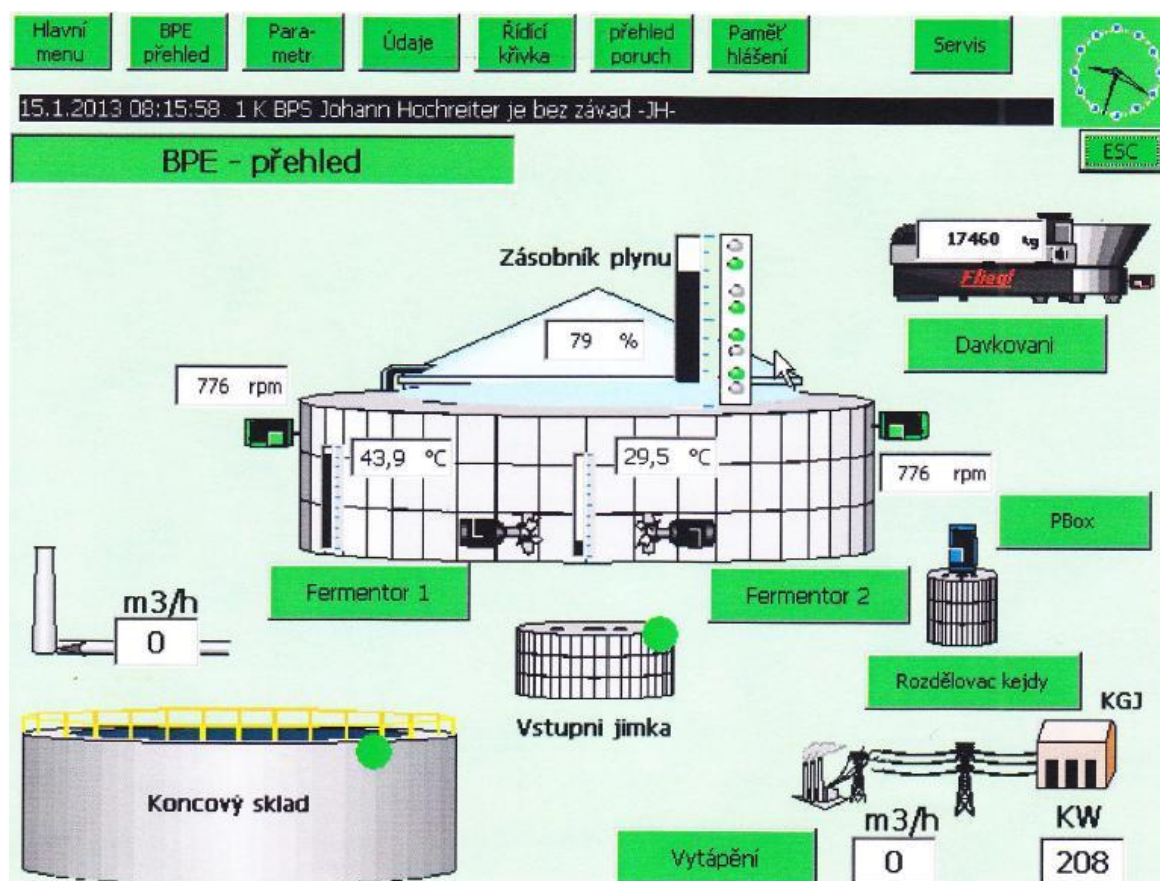 Hlavní
menu
BPE
přehled
Para-
metr
Údaje
Řídící
křivka
přehled
poruch
Paměť
hlášení
Servis
15.1.2013 08:15:58 1 K BPS Johann Hochreiter je bez závad -JH-
ESC
BPE - přehled
17460 kg
Fliegl
Zásobník plynu
Davkovani
79 %
776 rpm
43,9 °C
29,5 °C
776 rpm
PBox
Fermentor 1
Fermentor 2
m3/h
0
Rozdělovac kejdy
KGJ
Vstupni jimka
Koncový sklad
m3/h
KW
Vytápění
0
208